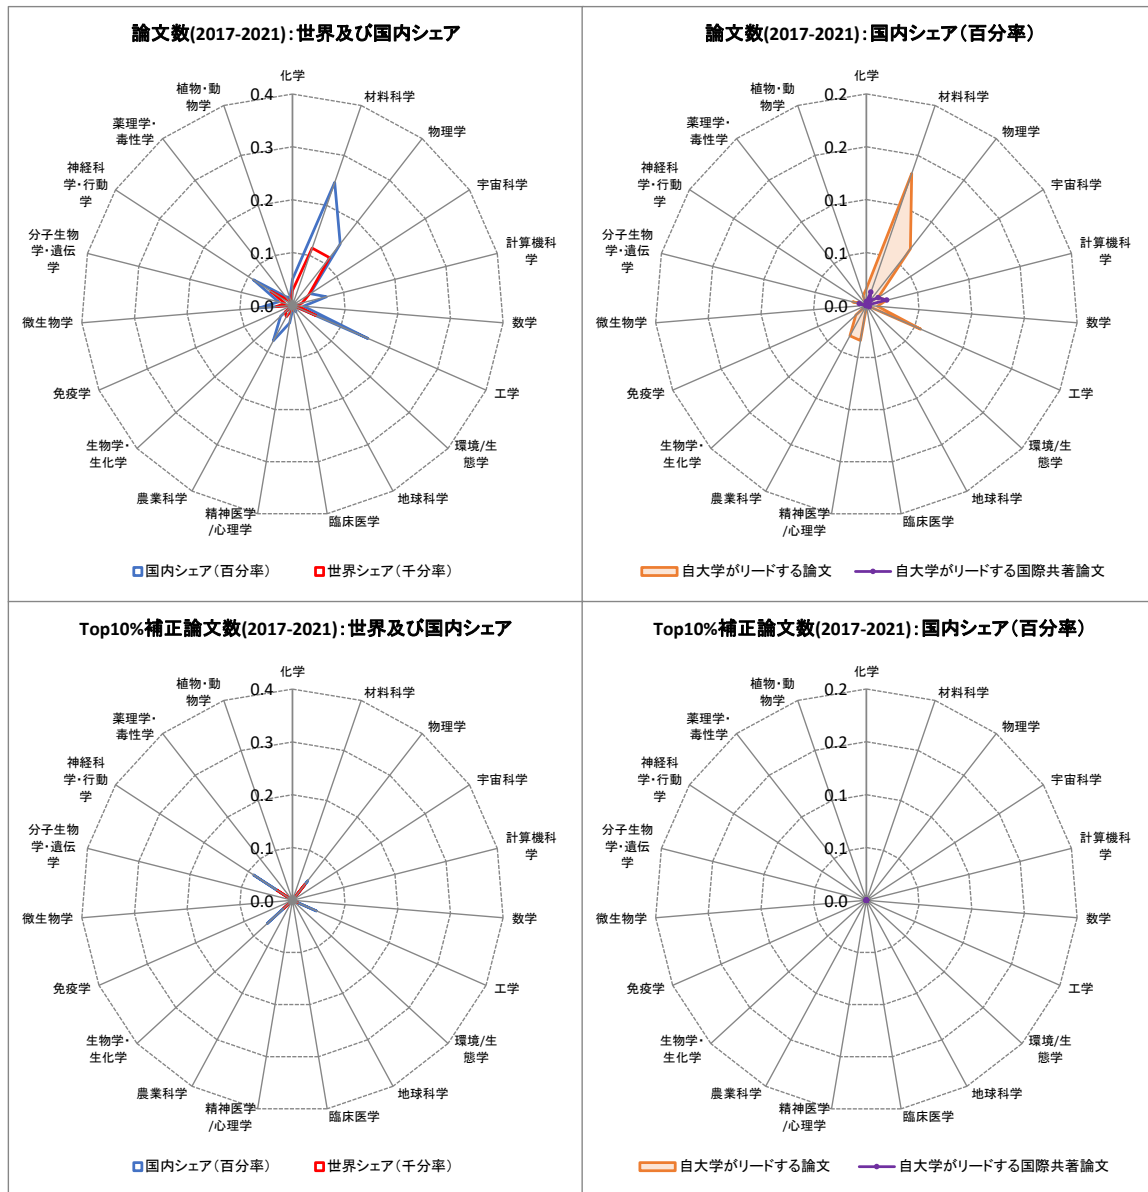 論文数(2017-2021):世界及び国内シェア
化学
材料科学
物理学
宇宙科学
計算機科
学
数学
工学
環境/生
態学
地球科学
臨床医学
精神医学
/心理学
農業科学
生物学・
生化学
免疫学
微生物学
分子生物
学・遺伝
学
神経科
学・行動
学
薬理学・
毒性学
植物・動
物学
0.4
0.3
0.2
0.1
0.0
国内シェア(百分率)
世界シェア(千分率)
論文数(2017-2021):国内シェア(百分率)
化学
材料科学
物理学
宇宙科学
計算機科
学
数学
工学
環境/生
態学
地球科学
臨床医学
精神医学
/心理学
農業科学
生物学・
生化学
免疫学
微生物学
分子生物
学・遺伝
学
神経科
学・行動
学
薬理学・
毒性学
植物・動
物学
0.2
0.2
0.1
0.1
0.0
自大学がリードする論文
自大学がリードする国際共著論文
Top10%補正論文数(2017-2021):世界及び国内シェア
化学
材料科学
物理学
宇宙科学
計算機科
学
数学
工学
環境/生
態学
地球科学
臨床医学
精神医学
/心理学
農業科学
生物学・
生化学
免疫学
微生物学
分子生物
学・遺伝
学
神経科
学・行動
学
薬理学・
毒性学
植物・動
物学
0.4
0.3
0.2
0.1
0.0
国内シェア(百分率)
世界シェア(千分率)
Top10%補正論文数(2017-2021):国内シェア(百分率)
化学
材料科学
物理学
宇宙科学
計算機科
学
数学
工学
環境/生
態学
地球科学
臨床医学
精神医学
/心理学
農業科学
生物学・
生化学
免疫学
微生物学
分子生物
学・遺伝
学
神経科
学・行動
学
薬理学・
毒性学
植物・動
物学
0.2
0.2
0.1
0.1
0.0
自大学がリードする論文
自大学がリードする国際共著論文